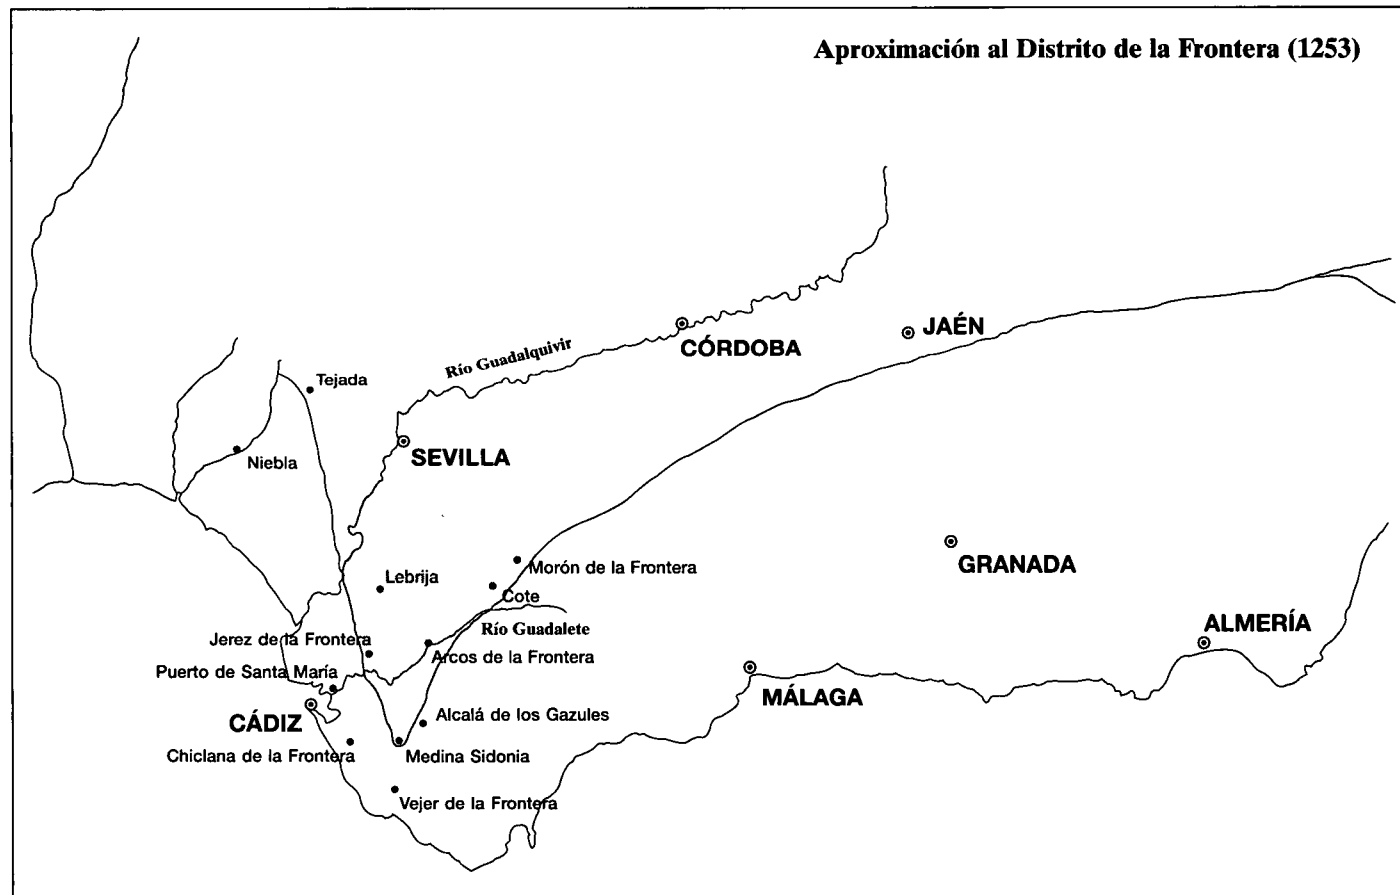 Aproximación al Distrito de la Frontera (1253)
JAÉN
CÓRDOBA
Río Guadalquivir
Tejada
SEVILLA
Niebla
GRANADA
Morón de la Frontera
Lebrija
Cote
ALMERÍA
Río Guadalete
Jerez de la Frontera
Arcos de la Frontera
Puerto de Santa María
MÁLAGA
Alcalá de los Gazules
CÁDIZ
Chiclana de la Frontera
Medina Sidonia
Vejer de la Frontera